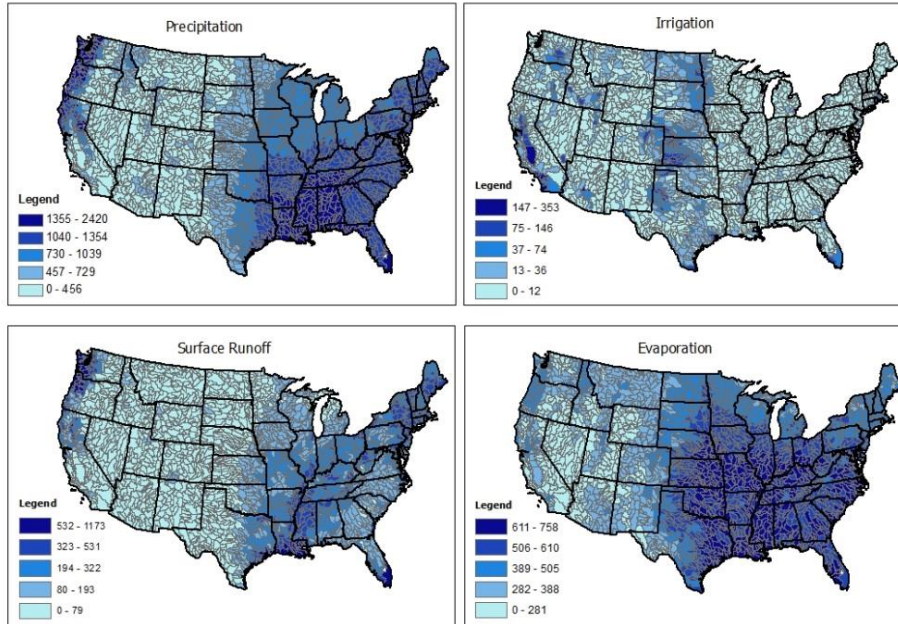 Precipitation
Legend
1355 - 2420
1040 - 1354
730 - 1039
457 - 729
0 - 456
Irrigation
147 - 353
75 - 146
37 - 74
13 - 36
0 - 12
Surface Runoff
Legend
532 - 1173
323 - 531
194 - 322
80 - 193
0 - 79
Evaporation
Legend
611 - 758
506 - 610
389 - 505
282 - 388
0 - 281